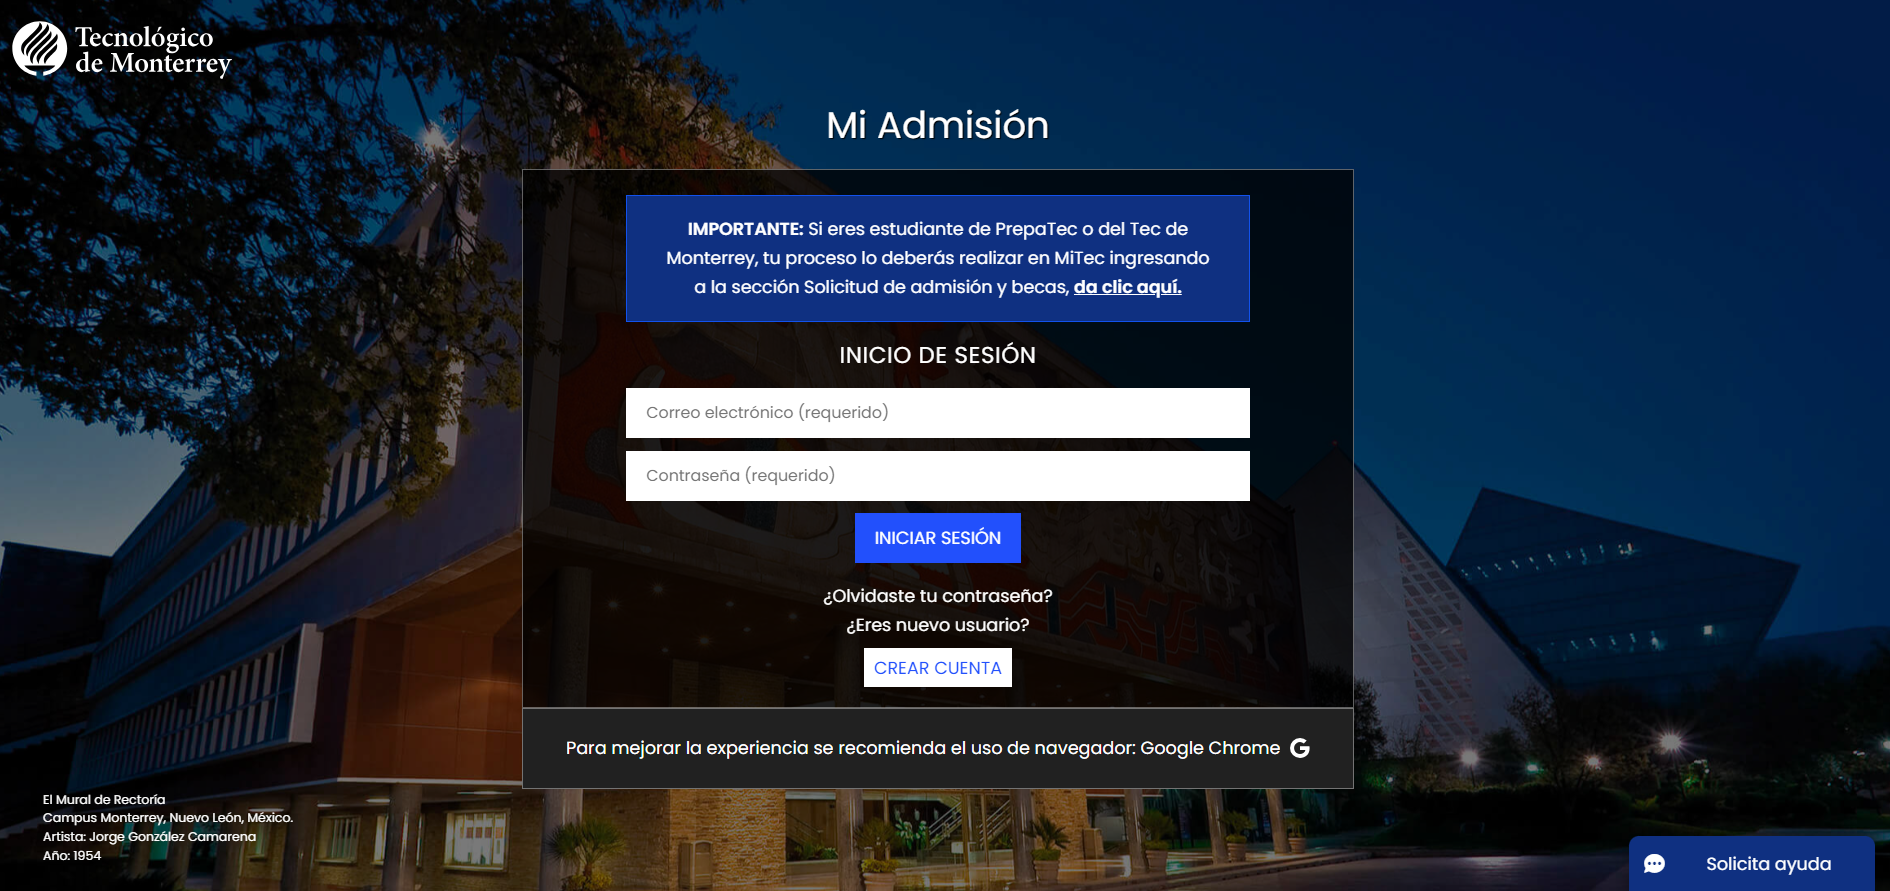 Tecnológico
de Monterrey
Mi Admisión
IMPORTANTE: Si eres estudiante de PrepaTec o del Tec de
Monterrey, tu proceso lo deberás realizar en MiTec ingresando
a la sección Solicitud de admisión y becas, da clic aquí.
INICIO DE SESIÓN
Correo electrónico (requerido)
Contraseña (requerido)
INICIAR SESIÓN
¿Olvidaste tu contraseña?
¿Eres nuevo usuario?
CREAR CUENTA
Para mejorar la experiencia se recomienda el uso de navegador: Google Chrome G
El Mural de Rectoría
Campus Monterrey, Nuevo León, México.
Artista: Jorge González Camarena
Año: 1954
Solicita ayuda